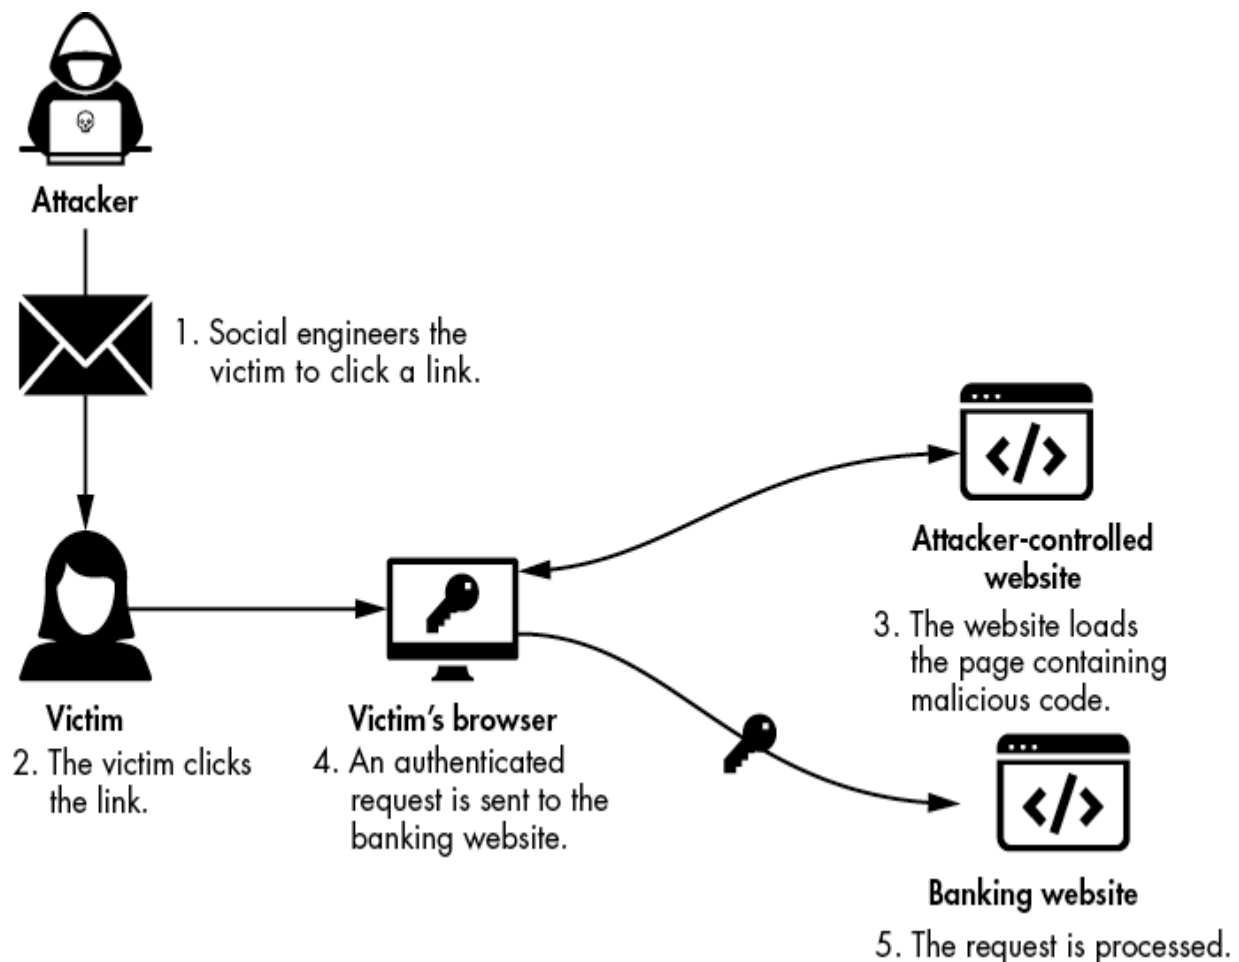 Attacker
1. Social engineers the
victim to click a link.
Attacker-controlled
website
3. The website loads
the page containing
malicious code.
Victim
2. The victim clicks
the link.
Victim’s browser
4. An authenticated
request is sent to the
banking website.
Banking website
5. The request is processed.